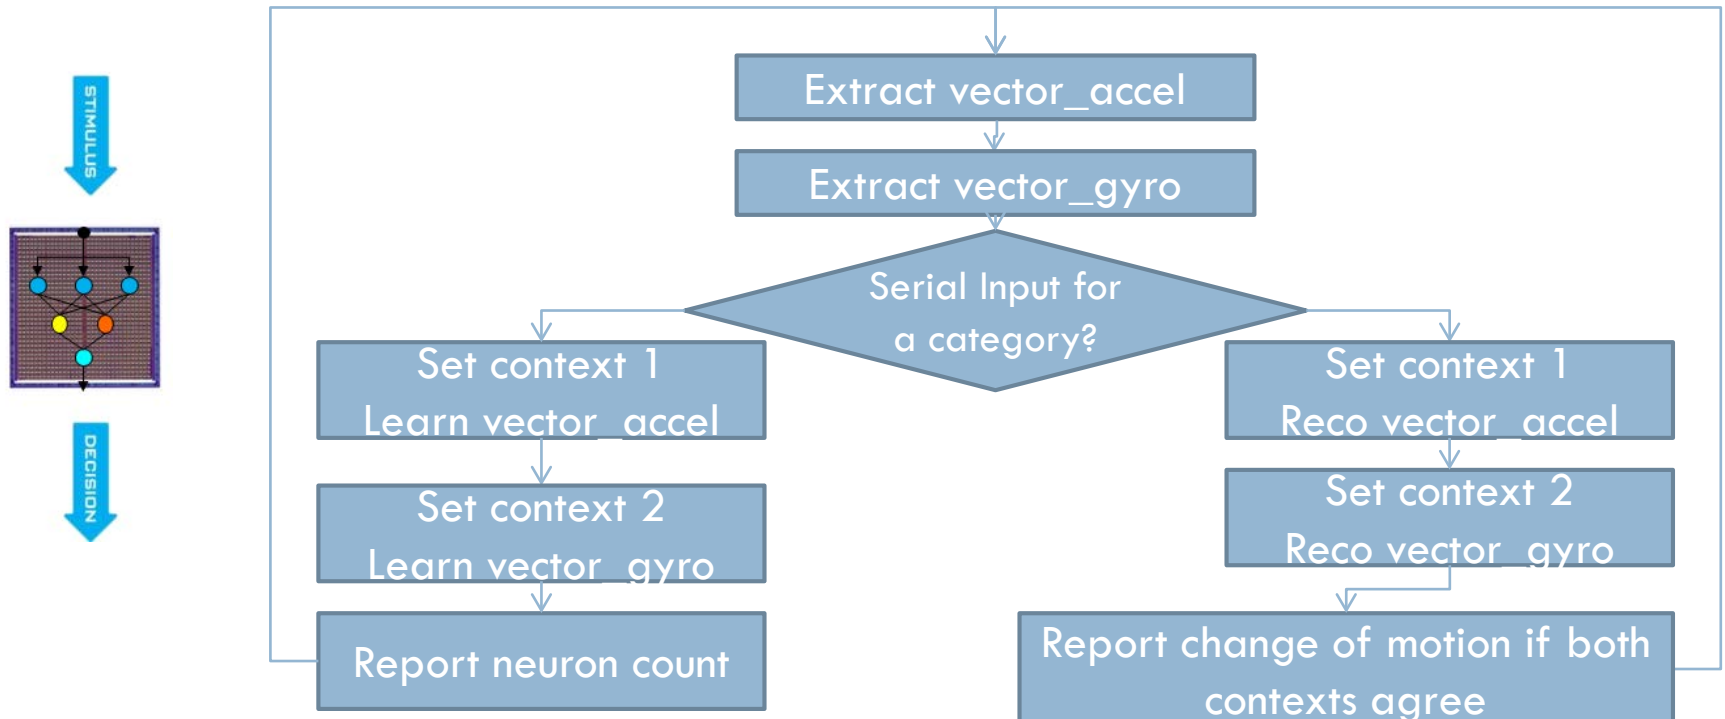 STIMULUS
DECISION
Extract vector_accel
Extract vector_gyro
Serial Input for
a category?
Set context 1
Learn vector_accel
Set context 2
Learn vector_gyro
Report neuron count
Set context 1
Reco vector_accel
Set context 2
Reco vector_gyro
Report change of motion if both
contexts agree